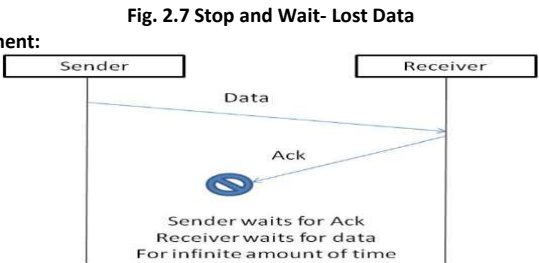 Fig. 2.7 Stop and Wait- Lost Data
nent:
Sender Receiver
Data
Ack
Sender waits for Ack
Receiver waits for data
For infinite amount of time